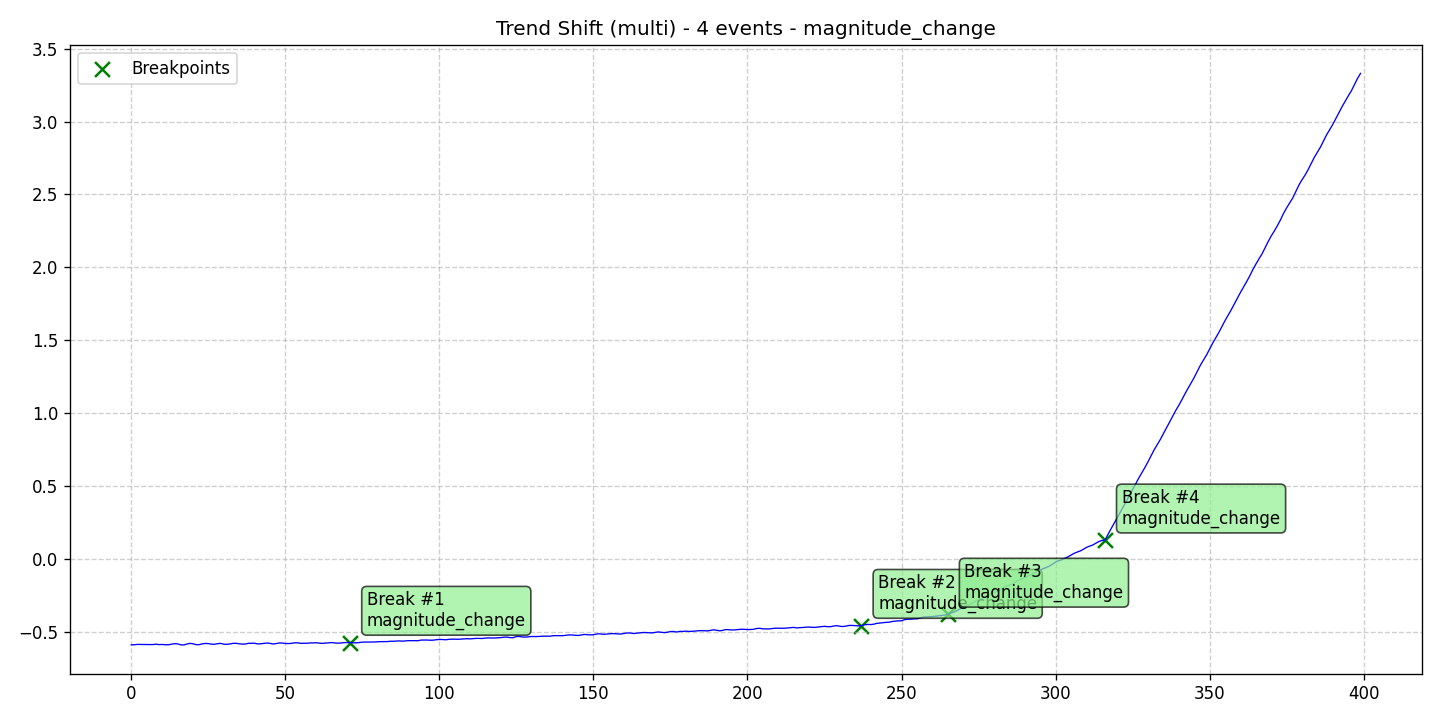 Trend Shift (multi) - 4 events - magnitude_change
Breakpoints
3.5
3.0
2.5
2.0
1.5
1.0
0.5
0.0
−0.5
Break #1
magnitude_change
Break #2
magnitude_change
Break #3
magnitude_change
Break #4
magnitude_change
0
50
100
150
200
250
300
350
400